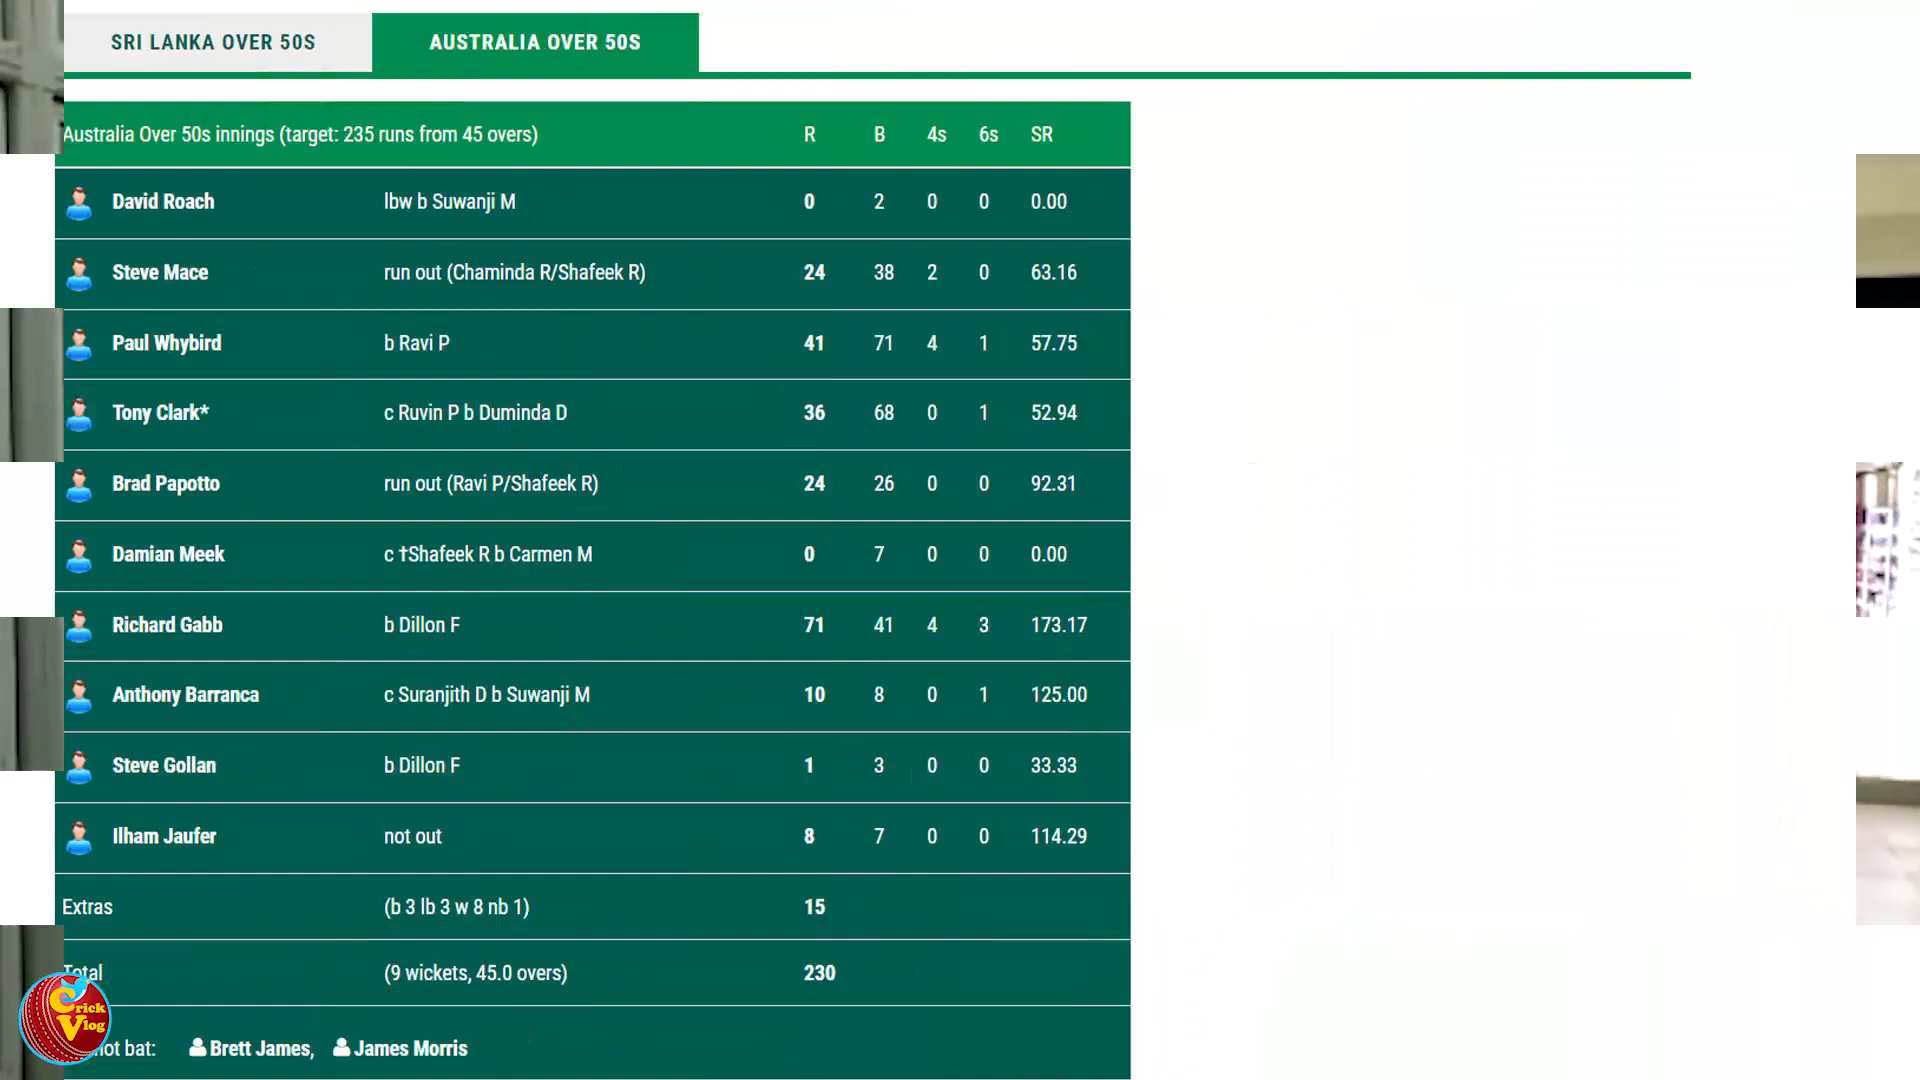 SRI LANKA OVER 50S AUSTRALIA OVER 50S
Australia Over 50s innings (target: 235 runs from 45 overs) R B 4s 6s SR
David Roach lbw b Suwanji M 0 2 0 0 0.00
Steve Mace run out (Chaminda R/Shafeek R) 24 38 2 0 63.16
Paul Whybird b Ravi P 41 71 4 1 57.75
Tony Clark* c Ruvin P b Duminda D 36 68 0 1 52.94
Brad Papotto run out (Ravi P/Shafeek R) 24 26 0 0 92.31
Damian Meek c †Shafeek R b Carmen M 0 7 0 0 0.00
Richard Gabb b Dillon F 71 41 4 3 173.17
Anthony Barranca c Suranjith D b Suwanji M 10 8 0 1 125.00
Steve Gollan b Dillon F 1 3 0 0 33.33
Ilham Jaufer not out 8 7 0 0 114.29
Extras (b 3 lb 3 w 8 nb 1) 15
Total (9 wickets, 45.0 overs) 230
not bat: Brett James, James Morris
Crick
Vlog